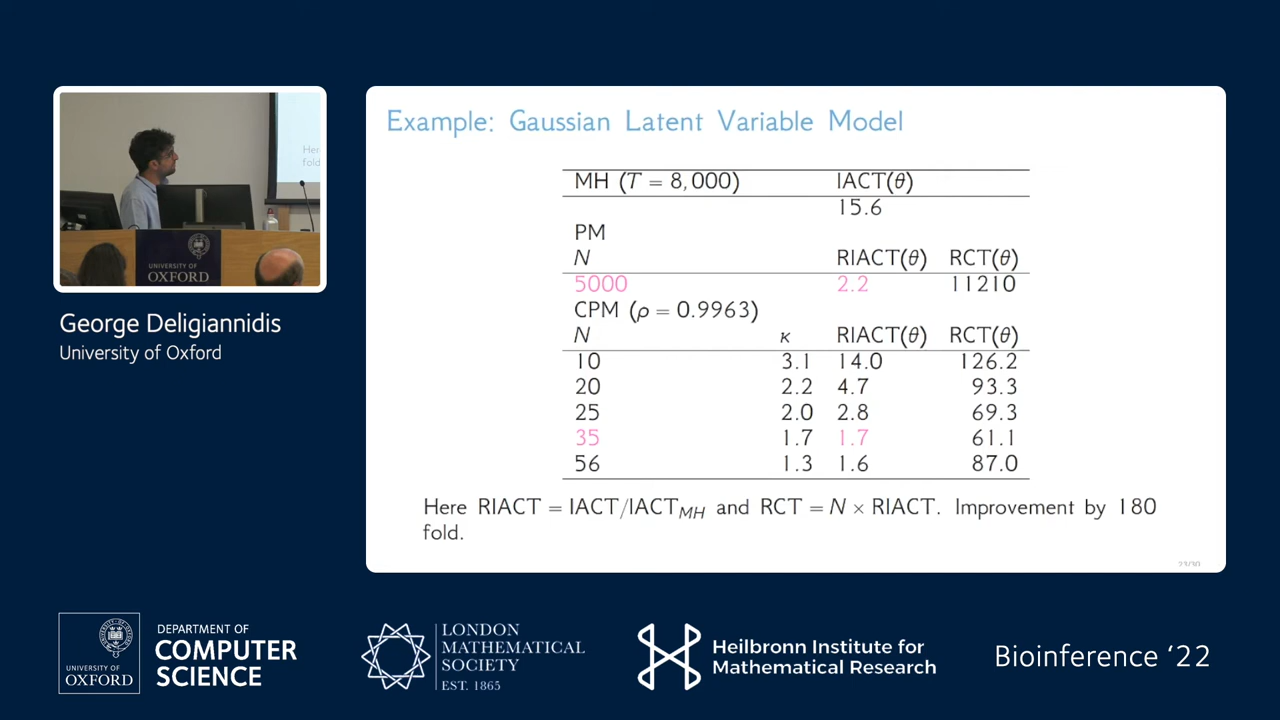 Here
fold
UNIVERSITY OF
OXFORD
George Deligiannidis
University of Oxford
Example: Gaussian Latent Variable Model
MH (T = 8,000) IACT(θ)
15.6
PM
N RIACT(θ) RCT(θ)
5000 2.2 11210
CPM (ρ = 0.9963)
N κ RIACT(θ) RCT(θ)
10 3.1 14.0 126.2
20 2.2 4.7 93.3
25 2.0 2.8 69.3
35 1.7 1.7 61.1
56 1.3 1.6 87.0
Here RIACT = IACT/IACT_MH and RCT = N × RIACT. Improvement by 180
fold.
23/30
UNIVERSITY OF
OXFORD
DEPARTMENT OF
COMPUTER
SCIENCE
LONDON
MATHEMATICAL
SOCIETY
EST. 1865
Heilbronn Institute for
Mathematical Research
Bioinference ‘22